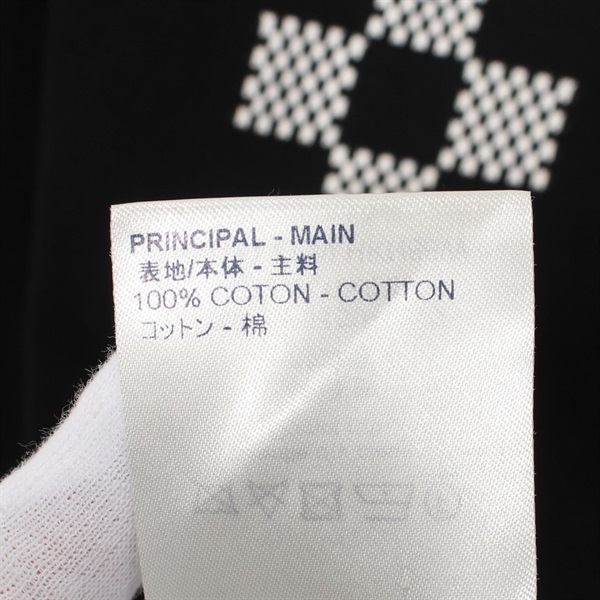 PRINCIPAL - MAIN
表地/本体 - 主料
100% COTON - COTTON
コットン - 棉